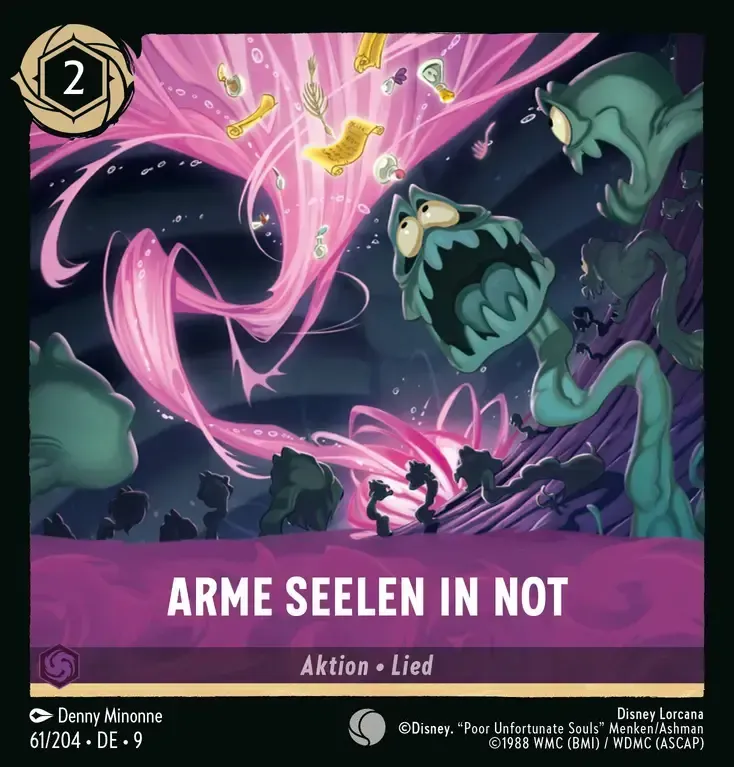 2
ARME SEELEN IN NOT
Aktion • Lied
Denny Minonne
61/204 • DE • 9
Disney Lorcana
©Disney. “Poor Unfortunate Souls” Menken/Ashman
©1988 WMC (BMI) / WDMC (ASCAP)